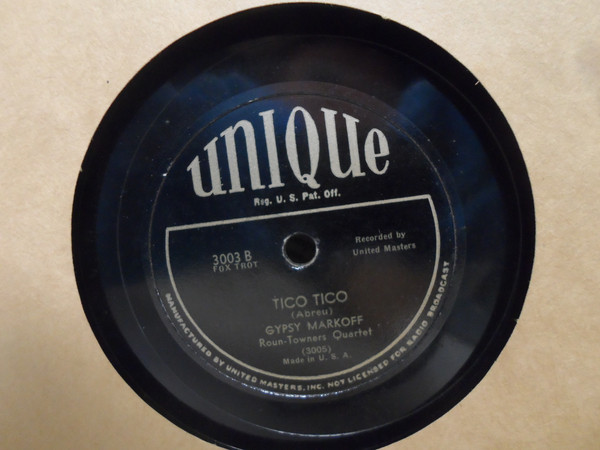 unIQUe
Reg. U. S. Pat. Off.
3003 B
FOX TROT
Recorded by
United Masters
TICO TICO
(Abreu)
GYPSY MARKOFF
Roun-Towners Quartet
(3005)
Made in U. S. A.
MANUFACTURED BY UNITED MASTERS, INC. NOT LICENSED FOR RADIO BROADCAST